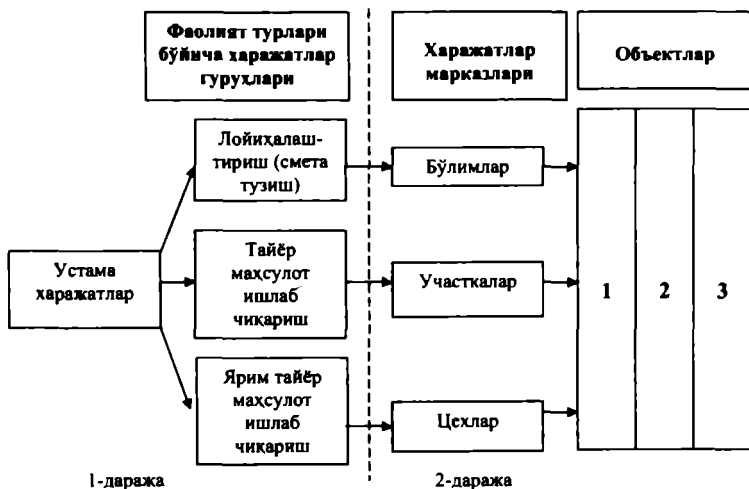 Фаолият турлари
бўйича харажатлар
гуруҳлари
Харажатлар
марказлари
Объектлар
Лойиҳалаш-
тириш (смета
тузиш)
Бўлимлар
Устама
харажатлар
Тайёр
маҳсулот
ишлаб
чиқариш
Участкалар
1
2
3
Ярим тайёр
маҳсулот
ишлаб
чиқариш
Цехлар
1-даража
2-даража